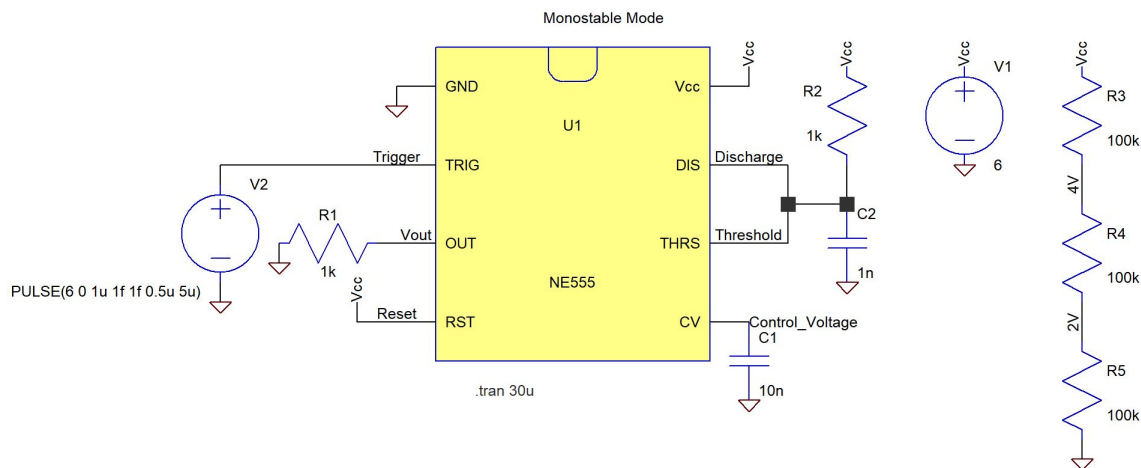 Monostable Mode
GND
Vcc
Vcc
U1
Trigger
TRIG
DIS
Discharge
V2
R1
1k
Vout
OUT
THRS
Threshold
PULSE(6 0 1u 1f 1f 0.5u 5u)
Vcc
NE555
Reset
RST
CV
Control_Voltage
C1
10n
.tran 30u
Vcc
R2
1k
C2
1n
Vcc
V1
6
Vcc
R3
100k
4V
R4
100k
2V
R5
100k